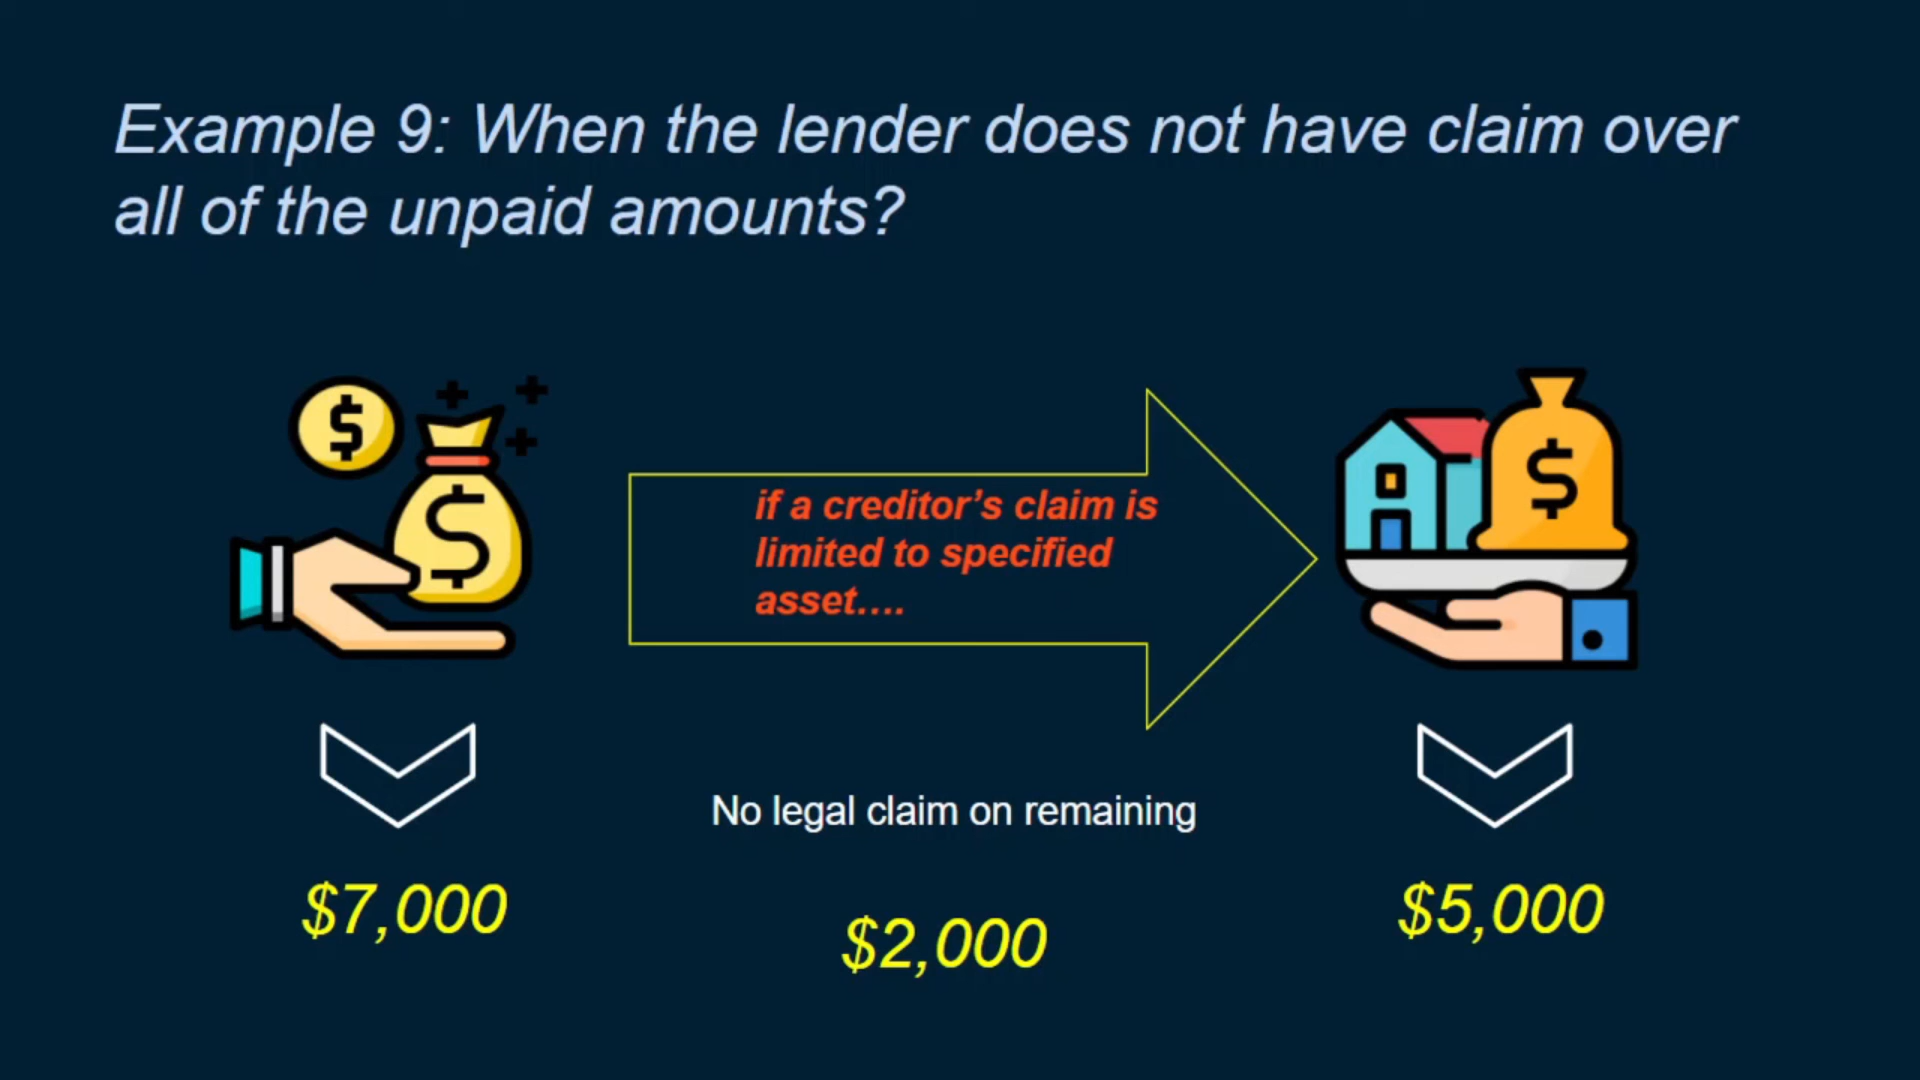 Example 9: When the lender does not have claim over
all of the unpaid amounts?
$
$
$
if a creditor’s claim is
limited to specified
asset….
No legal claim on remaining
$7,000
$2,000
$5,000